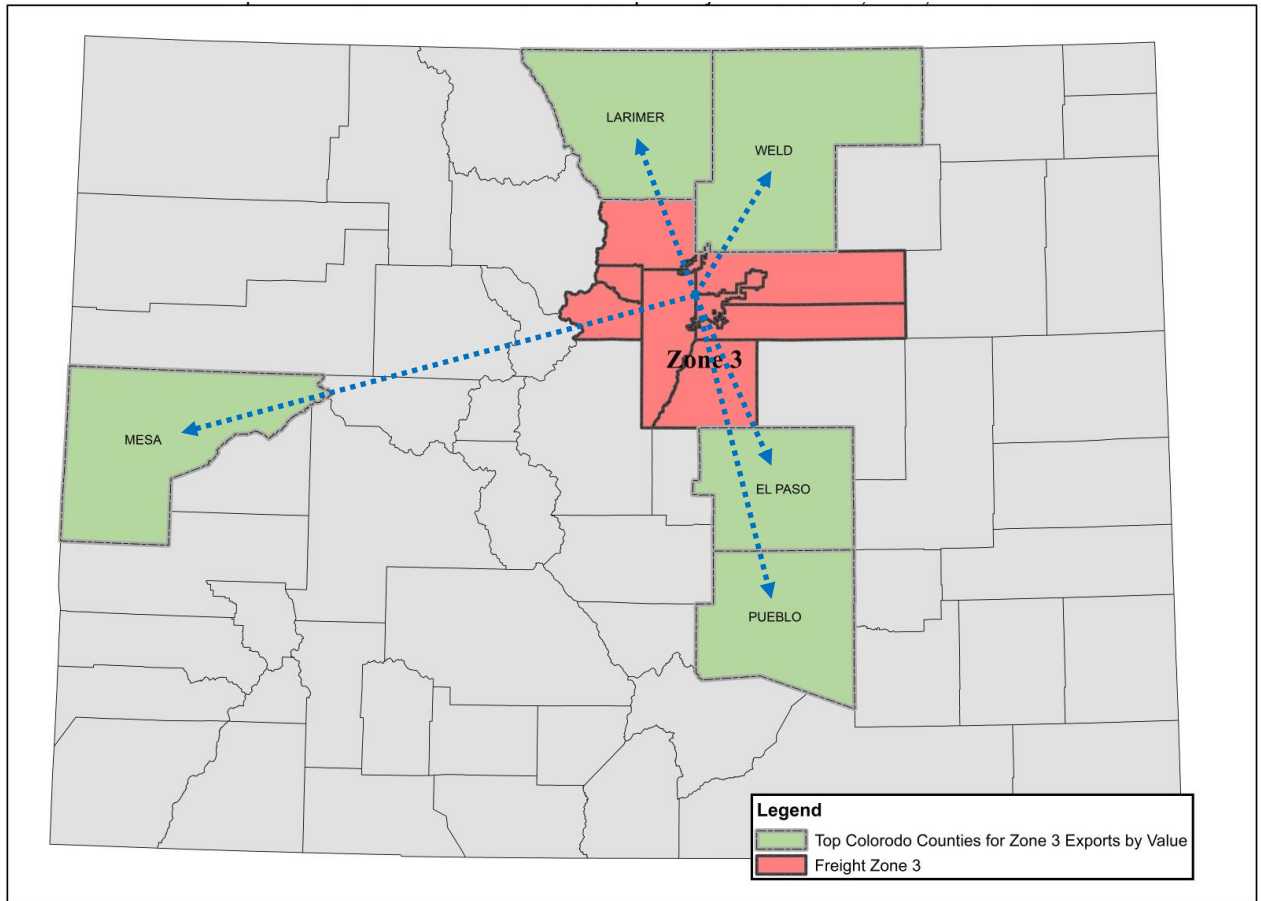 LARIMER
WELD
Zone 3
MESA
EL PASO
PUEBLO
Legend
Top Colorodo Counties for Zone 3 Exports by Value
Freight Zone 3